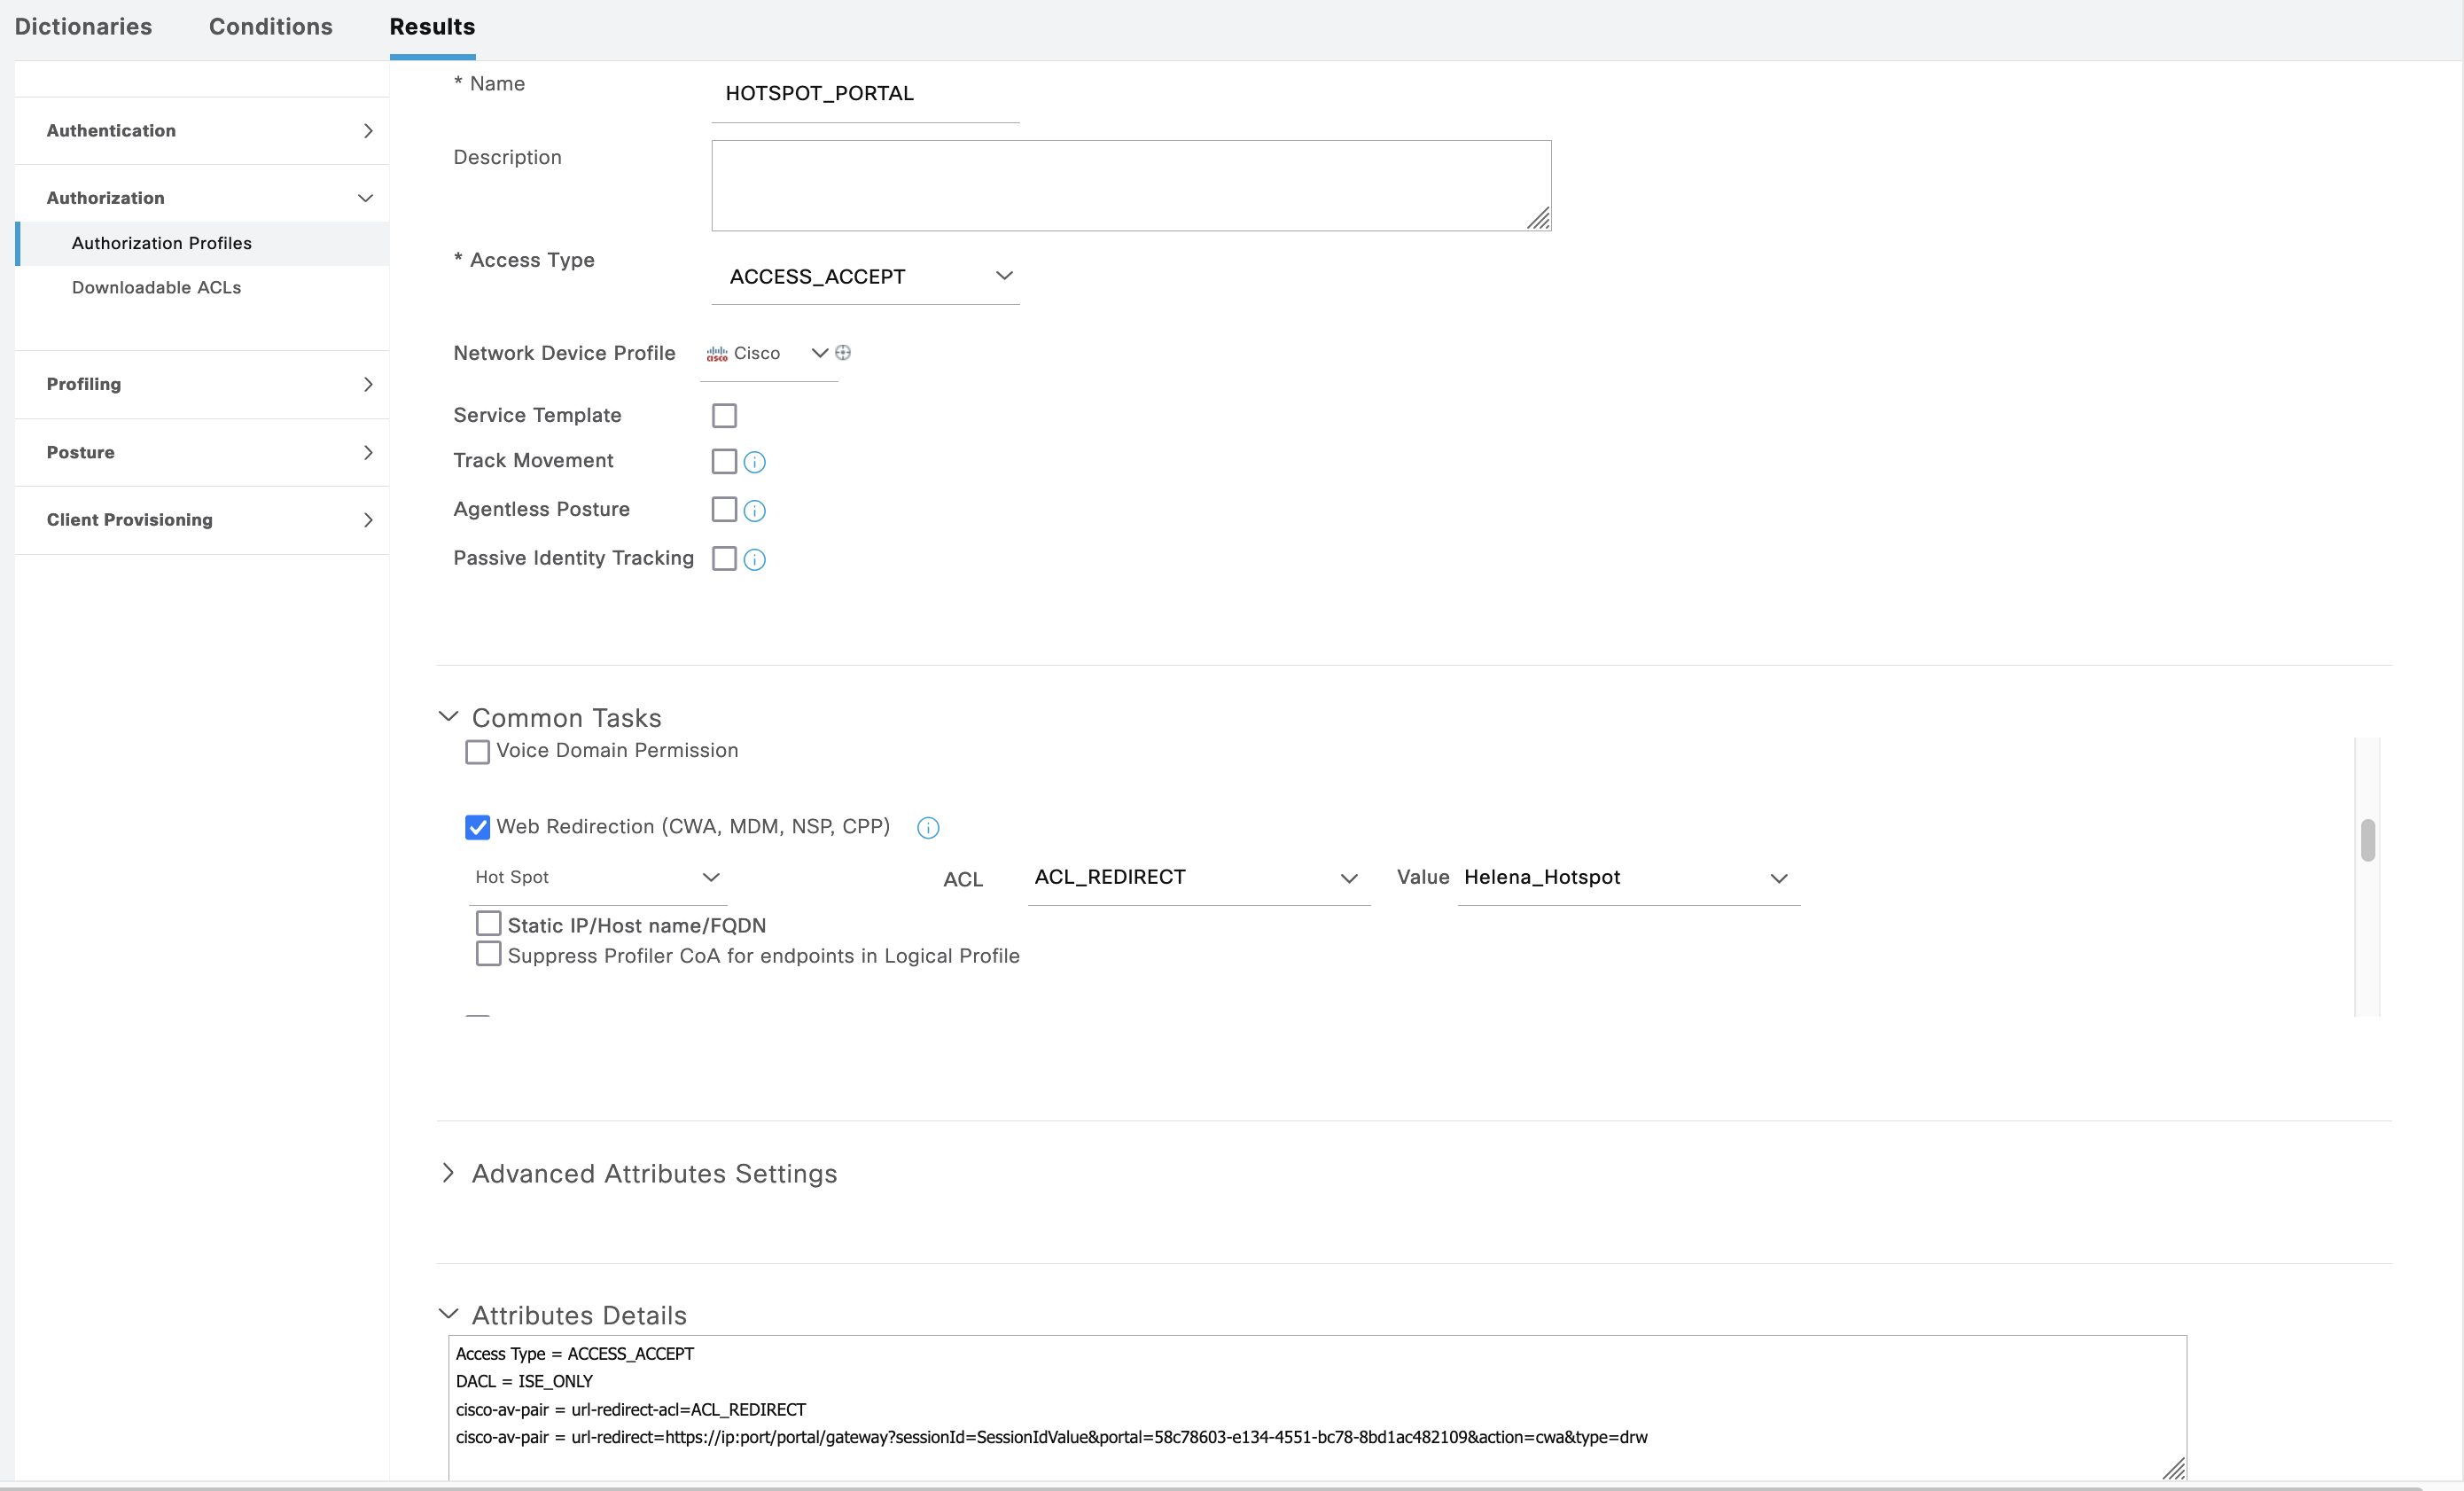 Dictionaries Conditions Results
Authentication
Authorization
Authorization Profiles
Downloadable ACLs
Profiling
Posture
Client Provisioning
* Name HOTSPOT_PORTAL
Description
* Access Type ACCESS_ACCEPT
Network Device Profile cisco Cisco
Service Template
Track Movement
Agentless Posture
Passive Identity Tracking
Common Tasks
Voice Domain Permission
Web Redirection (CWA, MDM, NSP, CPP)
Hot Spot ACL ACL_REDIRECT Value Helena_Hotspot
Static IP/Host name/FQDN
Suppress Profiler CoA for endpoints in Logical Profile
Advanced Attributes Settings
Attributes Details
Access Type = ACCESS_ACCEPT
DACL = ISE_ONLY
cisco-av-pair = url-redirect-acl=ACL_REDIRECT
cisco-av-pair = url-redirect=https://ip:port/portal/gateway?sessionId=SessionIdValue&portal=58c78603-e134-4551-bc78-8bd1ac482109&action=cwa&type=drw